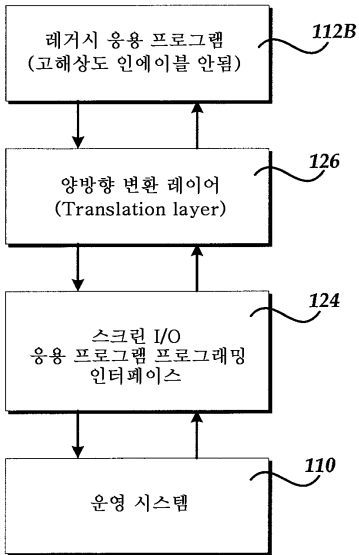 레거시 응용 프로그램
(고해상도 인에이블 안됨)
112B
양방향 변환 레이어
(Translation layer)
126
스크린 I/O
응용 프로그램 프로그래밍
인터페이스
124
운영 시스템
110